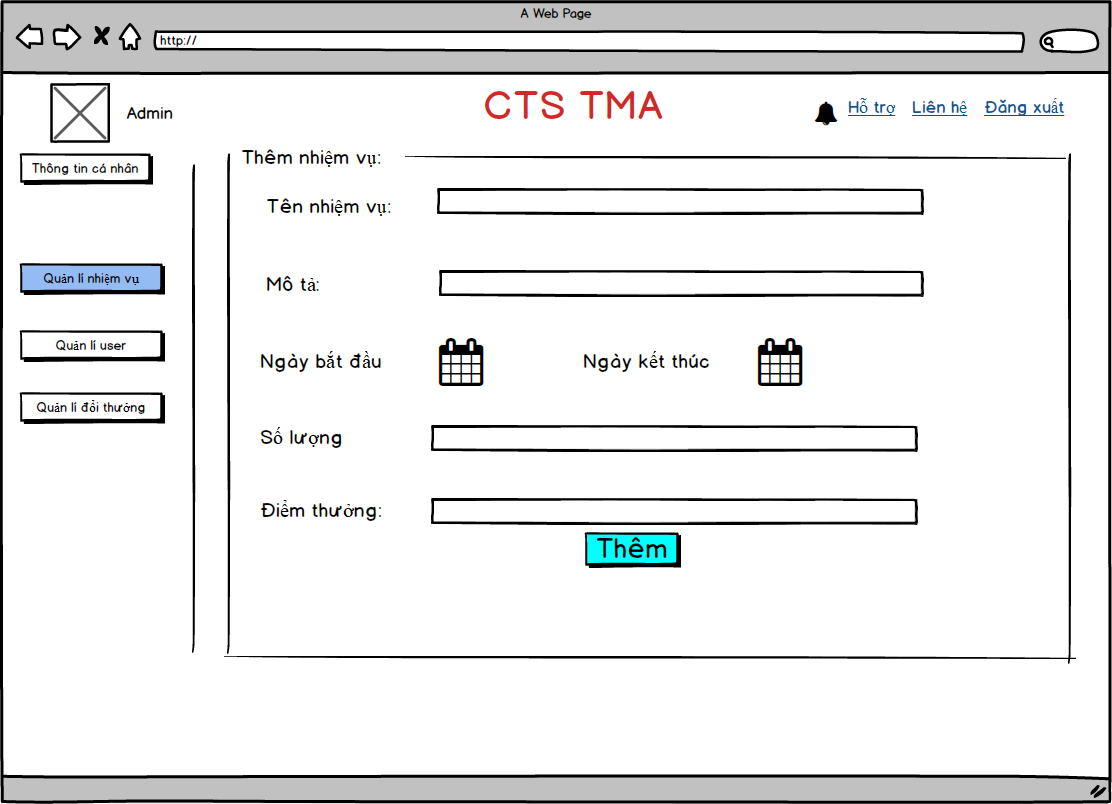 A Web Page
http://
Admin
CTS TMA
Hỗ trợ Liên hệ Đăng xuất
Thông tin cá nhân
Quản lí nhiệm vụ
Quản lí user
Quản lí đổi thưởng
Thêm nhiệm vụ:
Tên nhiệm vụ:
Mô tả:
Ngày bắt đầu Ngày kết thúc
Số lượng
Điểm thưởng:
Thêm